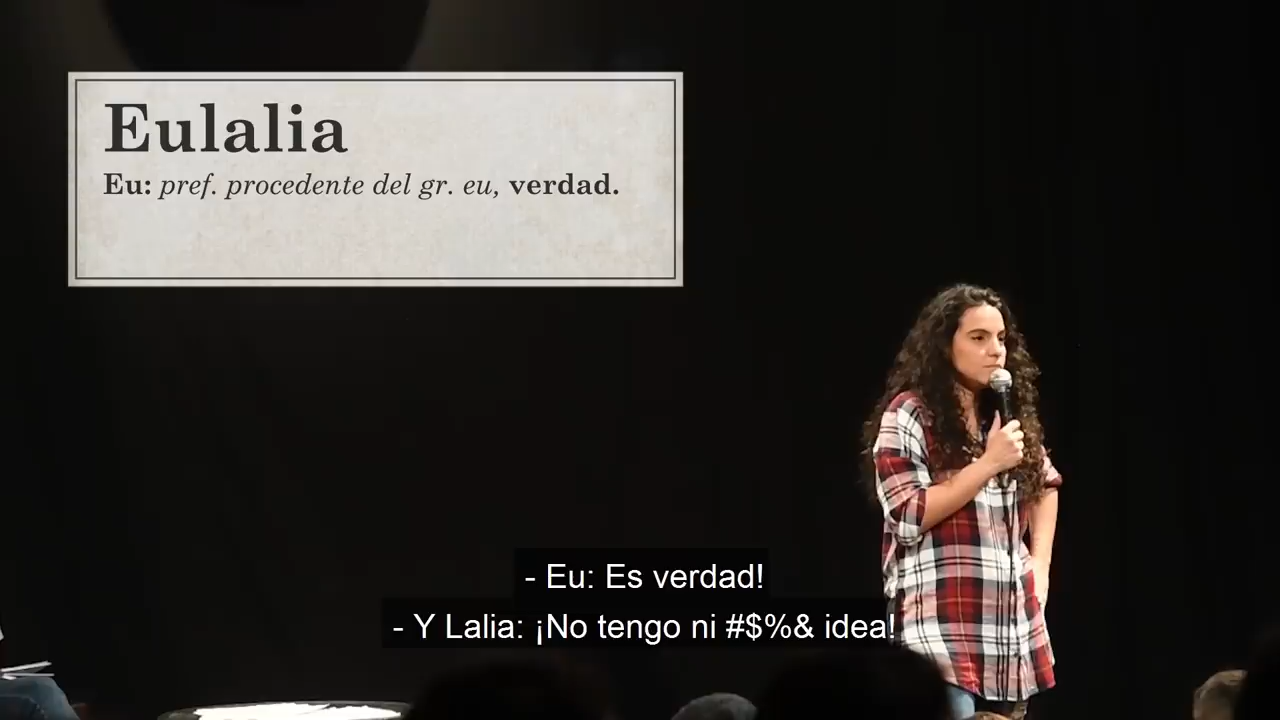 Eulalia
Eu: pref. procedente del gr. eu, verdad.
- Eu: Es verdad!
- Y Lalia: ¡No tengo ni #$%& idea!